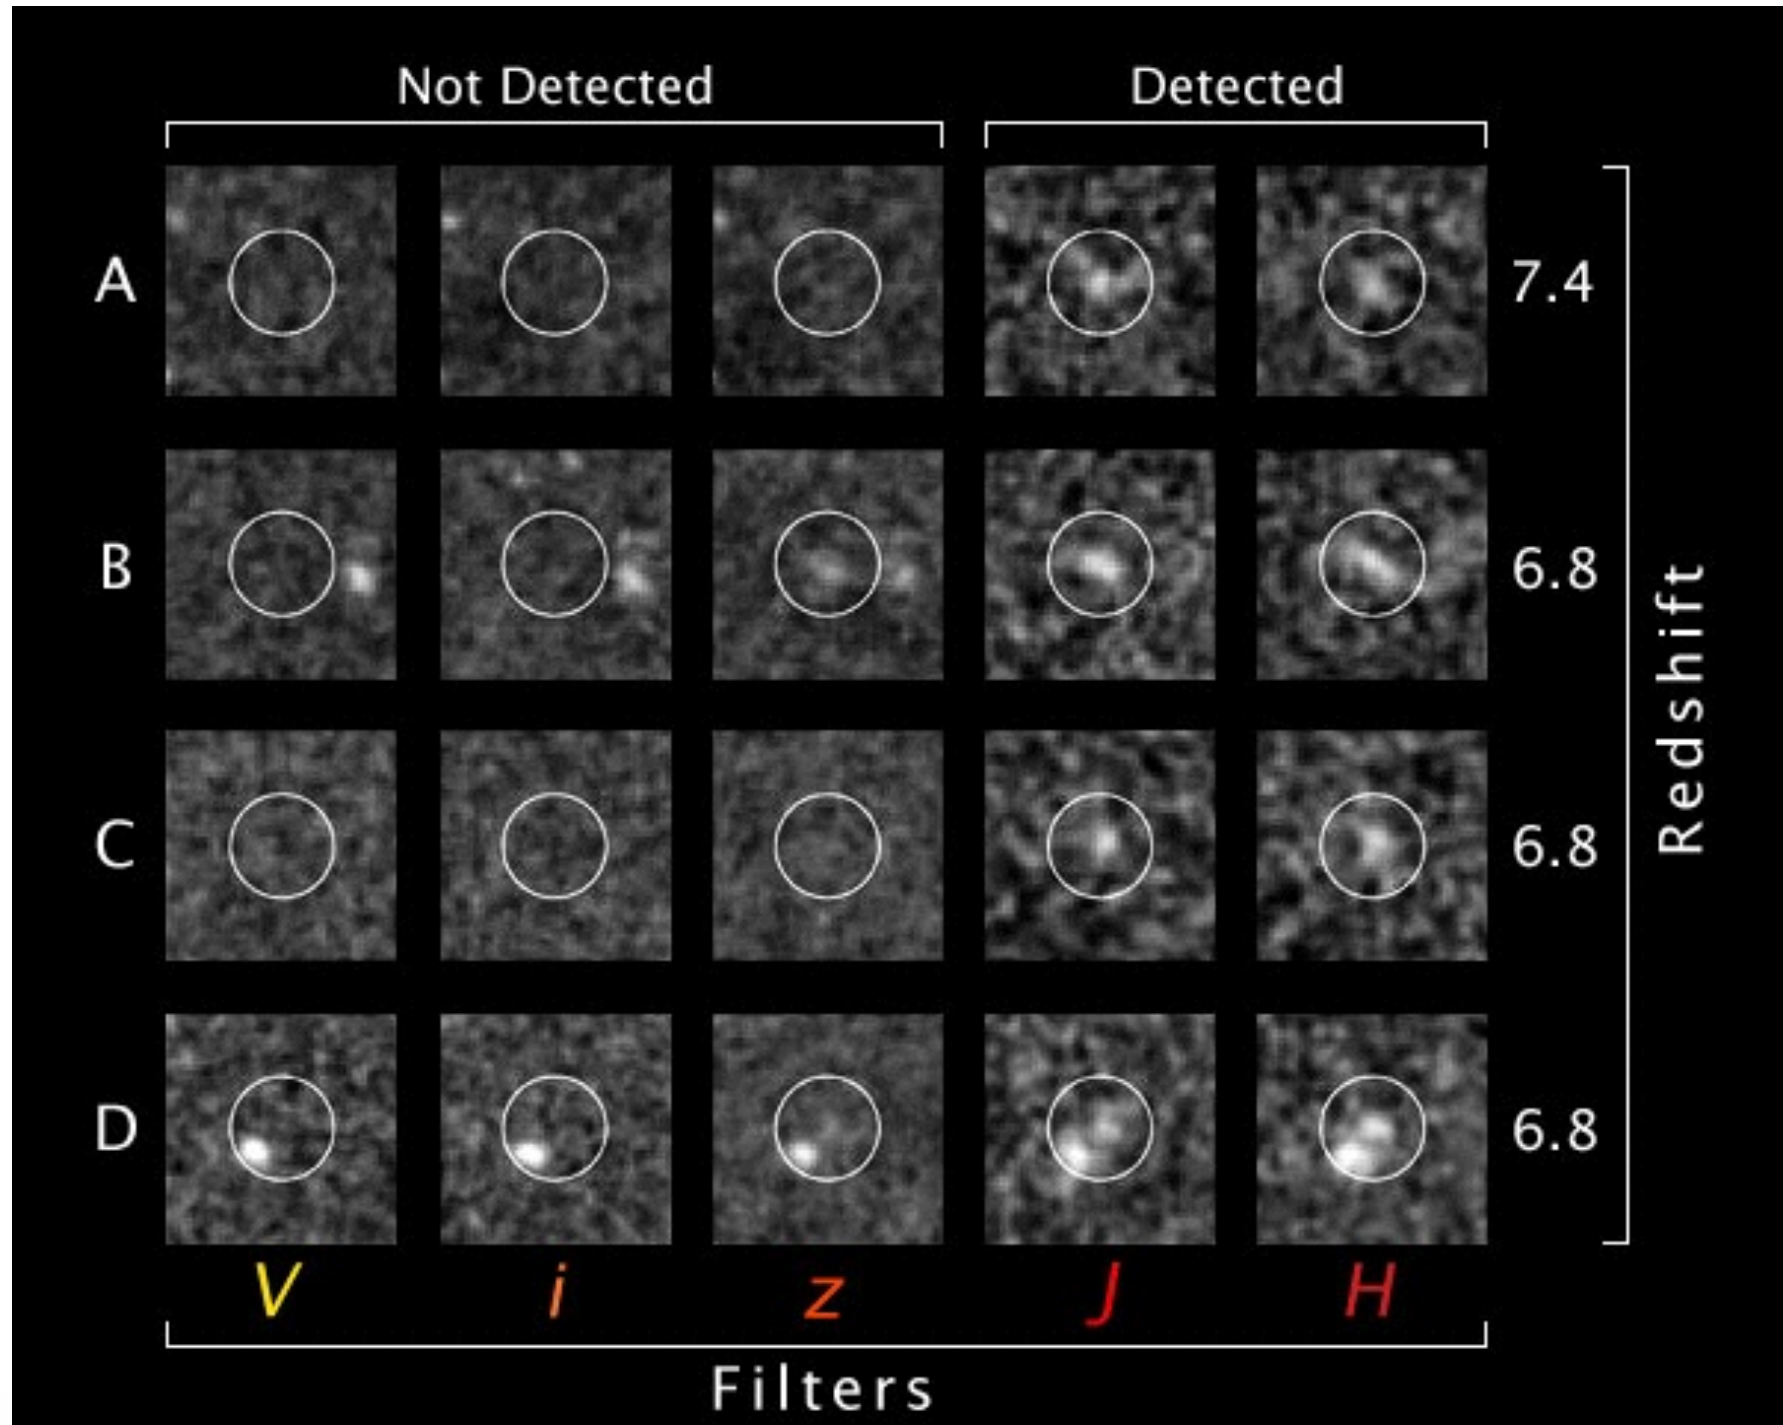 Not Detected Detected
A 7.4
B 6.8
C 6.8
D 6.8
Redshift
V i z J H
Filters